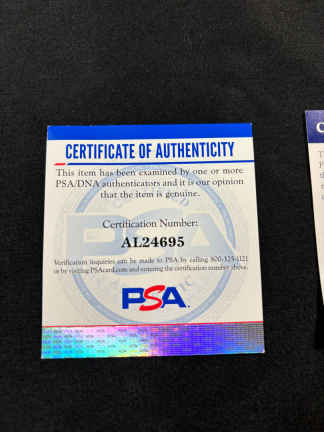 CERTIFICATE OF AUTHENTICITY
This item has been examined by one or more
PSA/DNA authenticators and it is our opinion
that the item is genuine.
Certification Number:
AL24695
Verification inquiries can be made to PSA by calling 800-325-1121
or by visiting PSAcard.com and entering the certification number above.
PSA